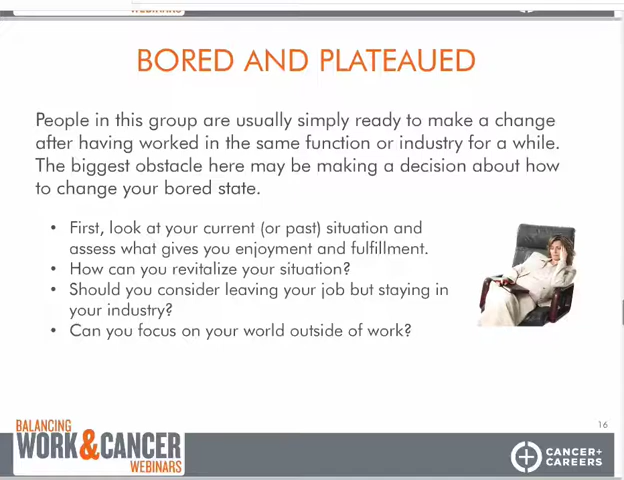 WEBINARS
BORED AND PLATEAUED
People in this group are usually simply ready to make a change
after having worked in the same function or industry for a while.
The biggest obstacle here may be making a decision about how
to change your bored state.
• First, look at your current (or past) situation and
assess what gives you enjoyment and fulfillment.
• How can you revitalize your situation?
• Should you consider leaving your job but staying in
your industry?
• Can you focus on your world outside of work?
16
BALANCING
WORK & CANCER
WEBINARS
CANCER+
CAREERS